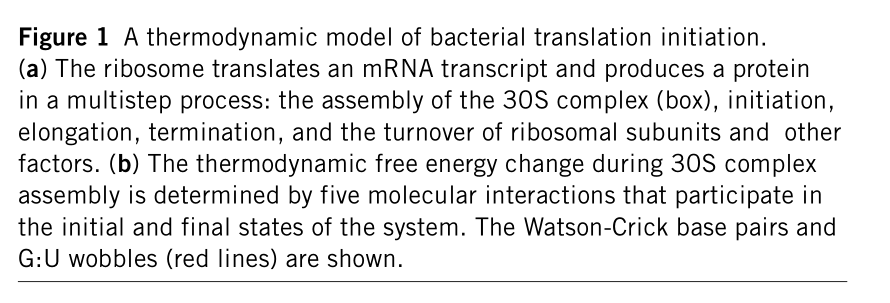 Figure 1 A thermodynamic model of bacterial translation initiation.
(a) The ribosome translates an mRNA transcript and produces a protein
in a multistep process: the assembly of the 30S complex (box), initiation,
elongation, termination, and the turnover of ribosomal subunits and other
factors. (b) The thermodynamic free energy change during 30S complex
assembly is determined by five molecular interactions that participate in
the initial and final states of the system. The Watson-Crick base pairs and
G:U wobbles (red lines) are shown.